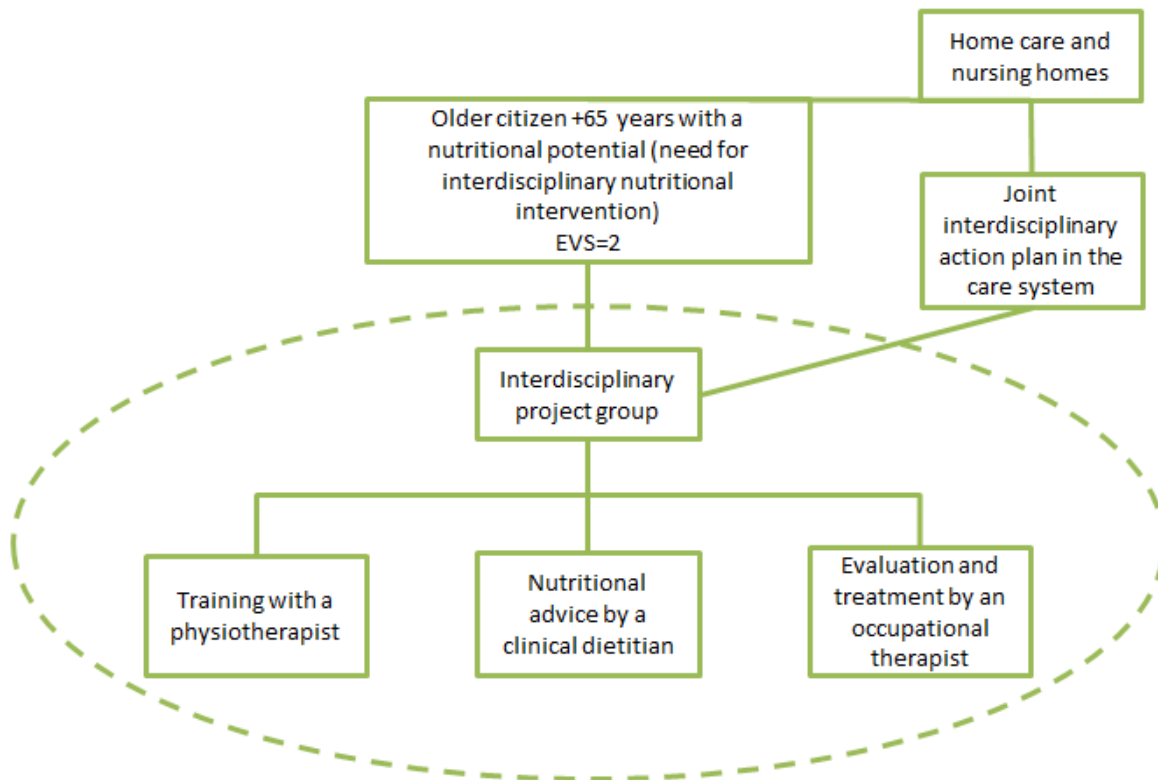 Home care and
nursing homes
Older citizen +65 years with a
nutritional potential (need for
interdisciplinary nutritional
intervention)
EVS=2
Joint
interdisciplinary
action plan in the
care system
Interdisciplinary
project group
Training with a
physiotherapist
Nutritional
advice by a
clinical dietitian
Evaluation and
treatment by an
occupational
therapist